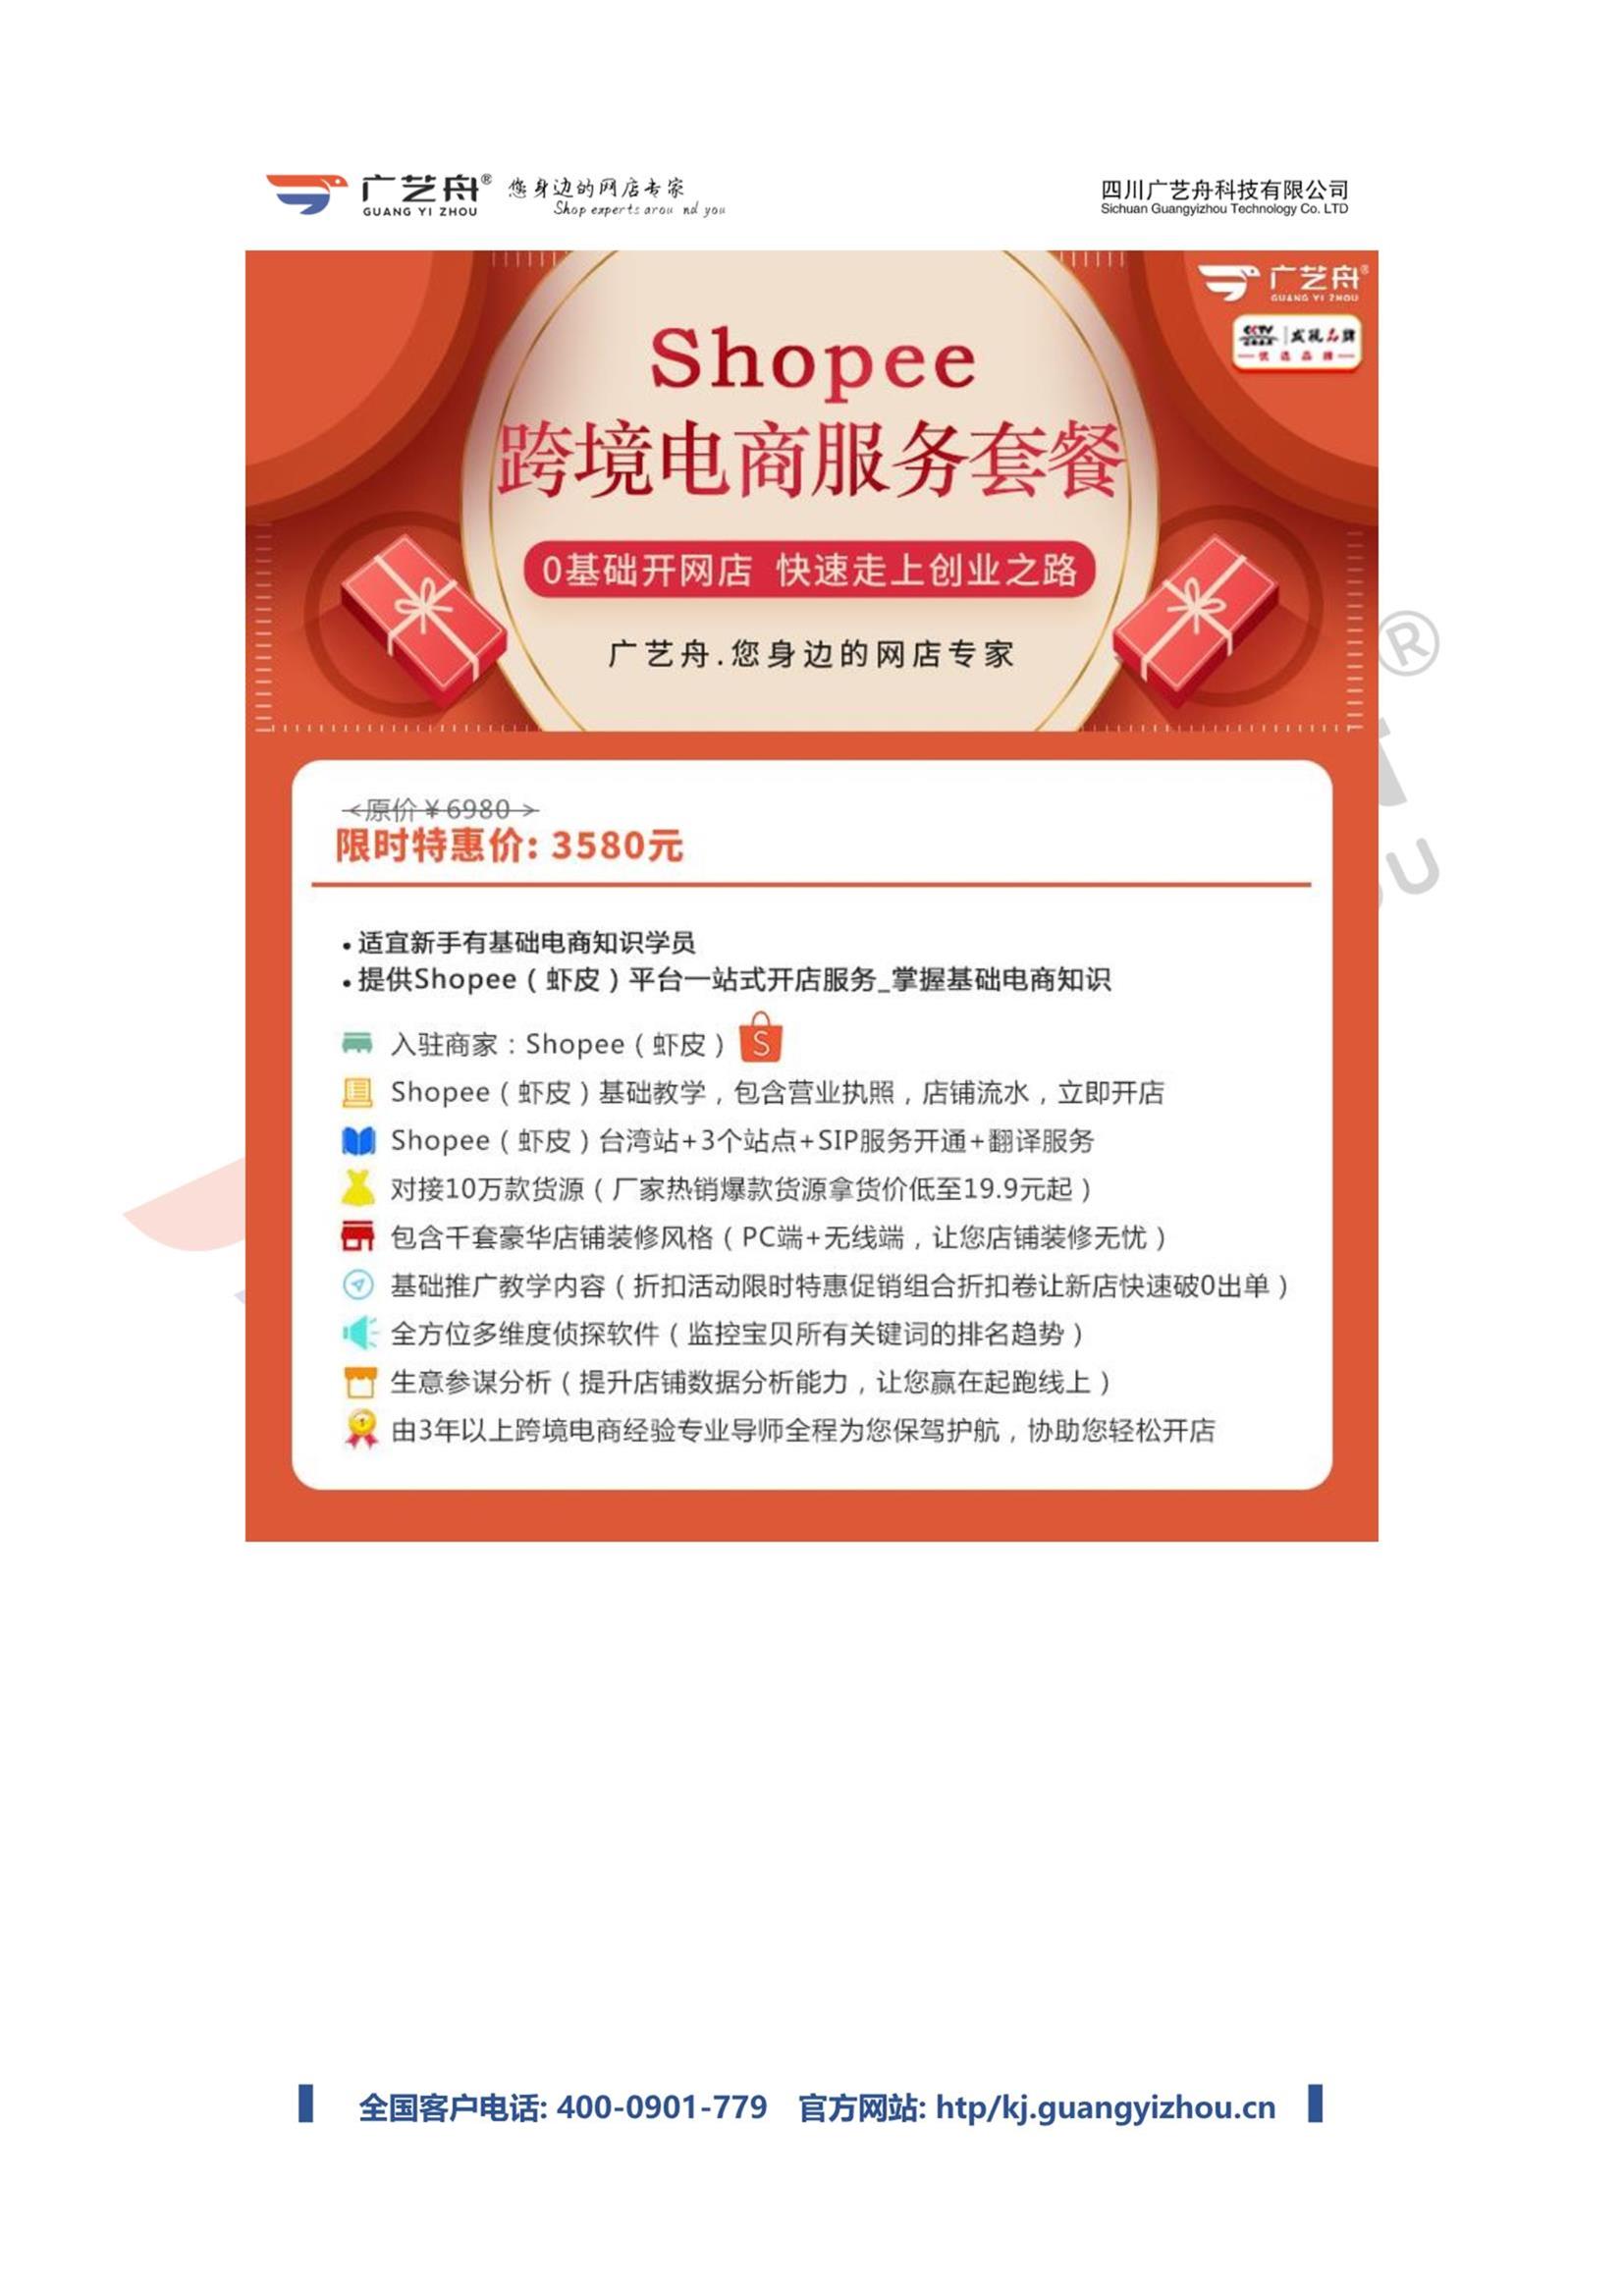 广艺舟® 您身边的网店专家
GUANG YI ZHOU Shop experts arou nd you
四川广艺舟科技有限公司
Sichuan Guangyizhou Technology Co. LTD
广艺舟®
GUANG YI ZHOU
CCTV 发现品牌
优选品牌
Shopee
跨境电商服务套餐
0基础开网店 快速走上创业之路
广艺舟.您身边的网店专家
<原价￥6980>
限时特惠价: 3580元
• 适宜新手有基础电商知识学员
• 提供Shopee（虾皮）平台一站式开店服务_掌握基础电商知识
入驻商家：Shopee（虾皮） S
Shopee（虾皮）基础教学，包含营业执照，店铺流水，立即开店
Shopee（虾皮）台湾站+3个站点+SIP服务开通+翻译服务
对接10万款货源（厂家热销爆款货源拿货价低至19.9元起）
包含千套豪华店铺装修风格（PC端+无线端，让您店铺装修无忧）
基础推广教学内容（折扣活动限时特惠促销组合折扣卷让新店快速破0出单）
全方位多维度侦探软件（监控宝贝所有关键词的排名趋势）
生意参谋分析（提升店铺数据分析能力，让您赢在起跑线上）
由3年以上跨境电商经验专业导师全程为您保驾护航，协助您轻松开店
全国客户电话: 400-0901-779 官方网站: htp/kj.guangyizhou.cn